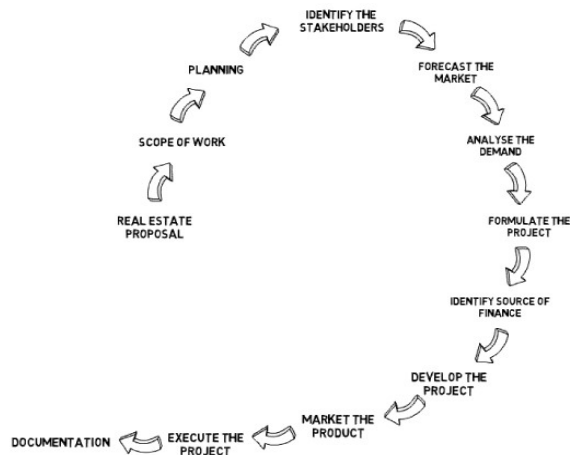 IDENTIFY THE
STAKEHOLDERS
FORECAST THE
MARKET
PLANNING
ANALYSE THE
DEMAND
SCOPE OF WORK
REAL ESTATE
PROPOSAL
FORMULATE THE
PROJECT
IDENTIFY SOURCE OF
FINANCE
DEVELOP THE
PROJECT
MARKET THE
PRODUCT
EXECUTE THE
PROJECT
DOCUMENTATION